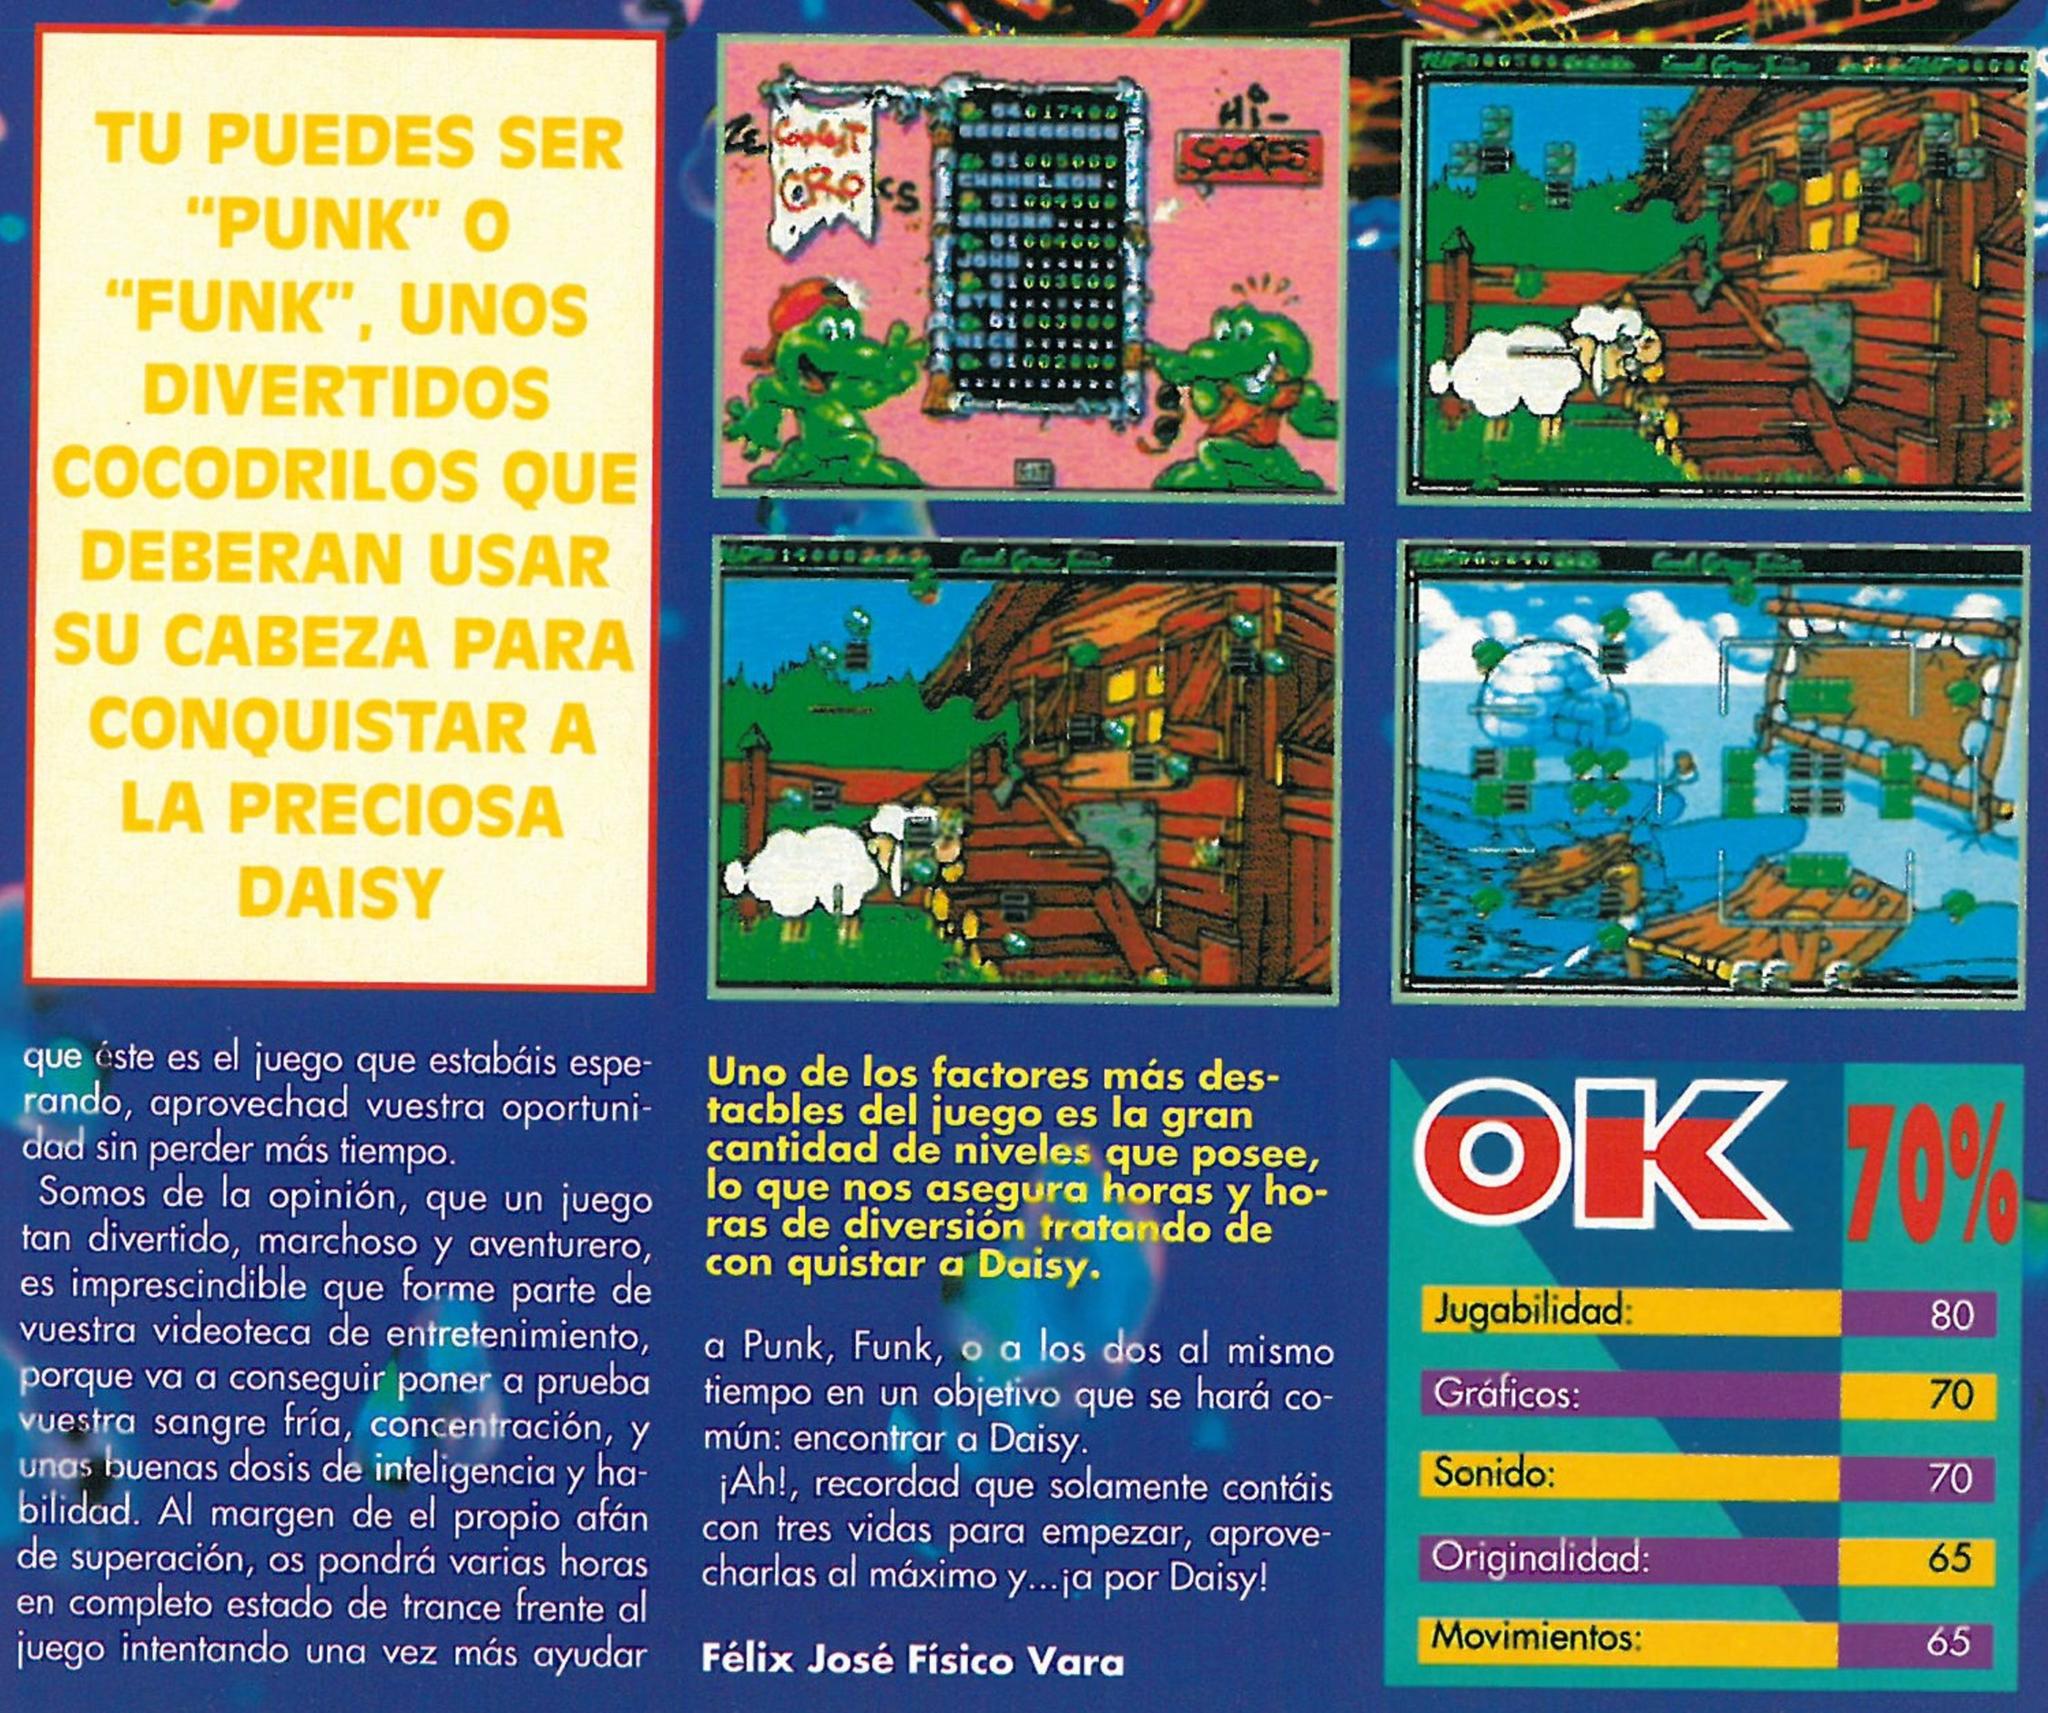 TU PUEDES SER
“PUNK” O
“FUNK”, UNOS
DIVERTIDOS
COCODRILOS QUE
DEBERAN USAR
SU CABEZA PARA
CONQUISTAR A
LA PRECIOSA
DAISY
que éste es el juego que estabáis espe-
rando, aprovechad vuestra oportuni-
dad sin perder más tiempo.
Somos de la opinión, que un juego
tan divertido, marchoso y aventurero,
es imprescindible que forme parte de
vuestra videoteca de entretenimiento,
porque va a conseguir poner a prueba
vuestra sangre fría, concentración, y
unas buenas dosis de inteligencia y ha-
bilidad. Al margen de el propio afán
de superación, os pondrá varias horas
en completo estado de trance frente al
juego intentando una vez más ayudar
ZE COOLEST
CROCS
HI-
SCORES
Uno de los factores más des-
tacbles del juego es la gran
cantidad de niveles que posee,
lo que nos asegura horas y ho-
ras de diversión tratando de
con quistar a Daisy.
a Punk, Funk, o a los dos al mismo
tiempo en un objetivo que se hará co-
mún: encontrar a Daisy.
¡Ah!, recordad que solamente contáis
con tres vidas para empezar, aprove-
charlas al máximo y...¡a por Daisy!
Félix José Físico Vara
OK 70%
Jugabilidad: 80
Gráficos: 70
Sonido: 70
Originalidad: 65
Movimientos: 65